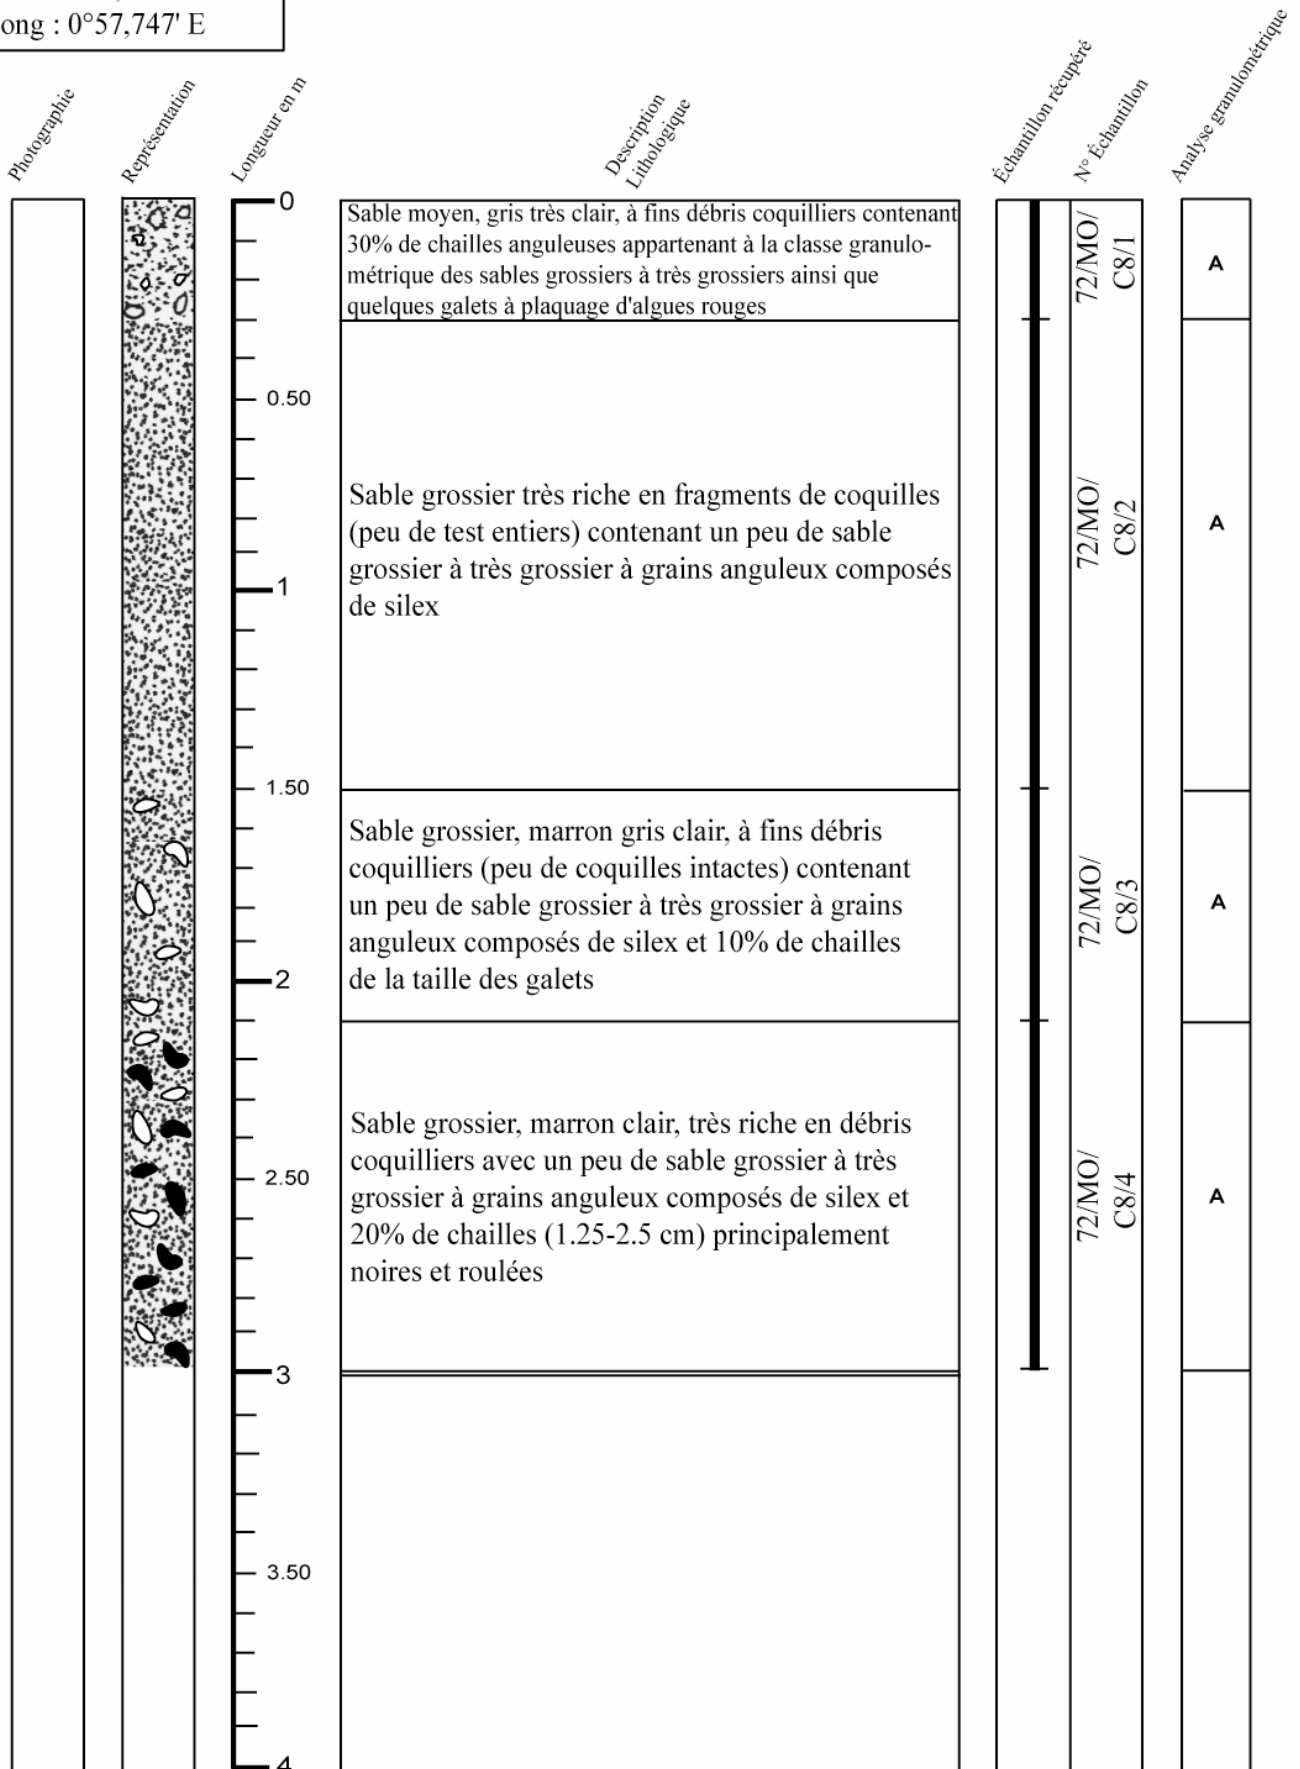 ong : 0°57,747' E
Photographie
Représentation
Longueur en m
Description
Lithologique
Échantillon récupéré
N° Échantillon
Analyse granulométrique
0
Sable moyen, gris très clair, à fins débris coquilliers contenant
30% de chailles anguleuses appartenant à la classe granulo-
métrique des sables grossiers à très grossiers ainsi que
quelques galets à plaquage d'algues rouges
72/MO/
C8/1
A
0.50
Sable grossier très riche en fragments de coquilles
(peu de test entiers) contenant un peu de sable
grossier à très grossier à grains anguleux composés
de silex
72/MO/
C8/2
A
1
1.50
Sable grossier, marron gris clair, à fins débris
coquilliers (peu de coquilles intactes) contenant
un peu de sable grossier à très grossier à grains
anguleux composés de silex et 10% de chailles
de la taille des galets
72/MO/
C8/3
A
2
Sable grossier, marron clair, très riche en débris
coquilliers avec un peu de sable grossier à très
grossier à grains anguleux composés de silex et
20% de chailles (1.25-2.5 cm) principalement
noires et roulées
72/MO/
C8/4
A
2.50
3
3.50
4